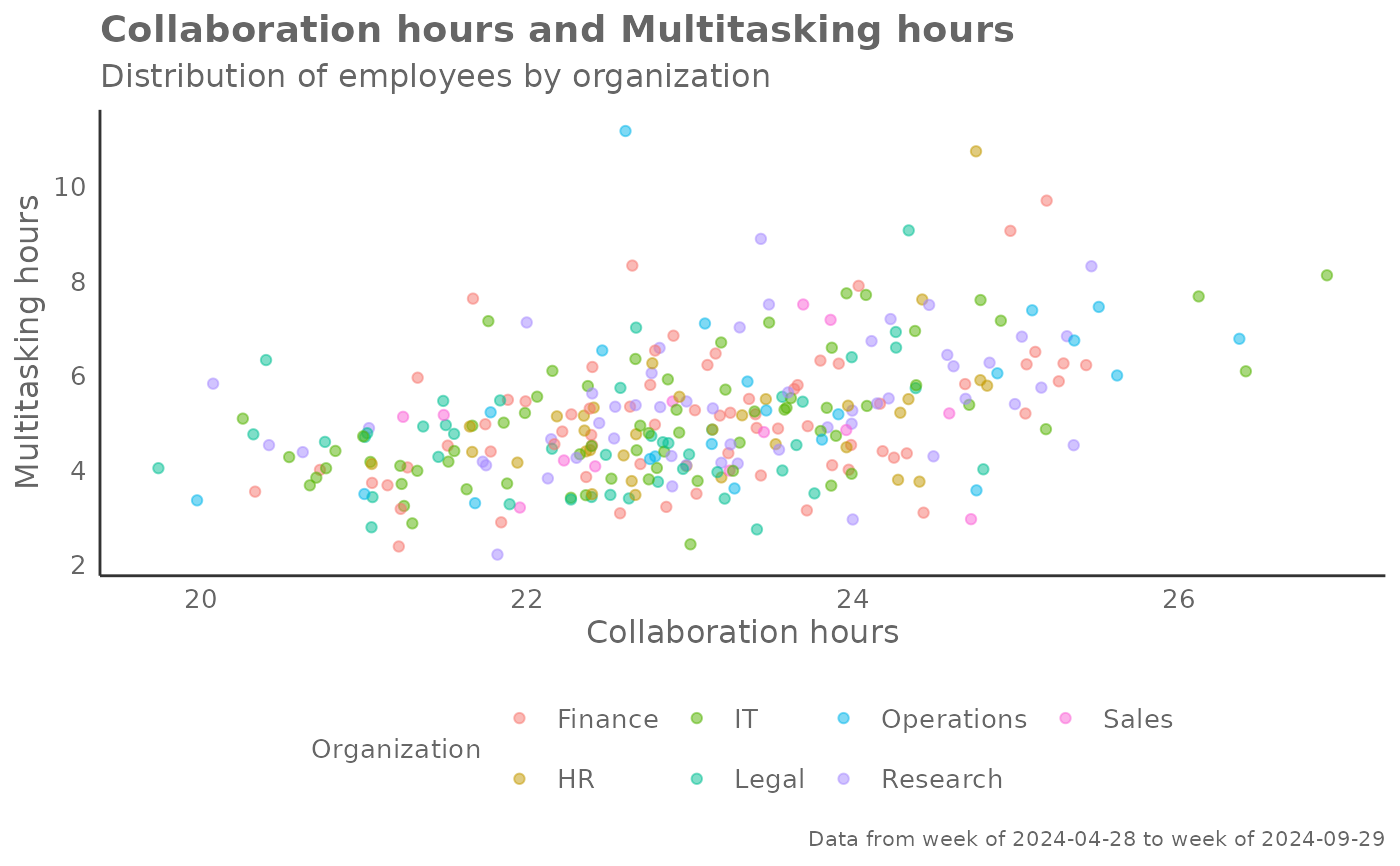 Collaboration hours and Multitasking hours
Distribution of employees by organization
Multitasking hours
10
8
6
4
2
20 22 24 26
Collaboration hours
Organization
Finance IT Operations Sales
HR Legal Research
Data from week of 2024-04-28 to week of 2024-09-29